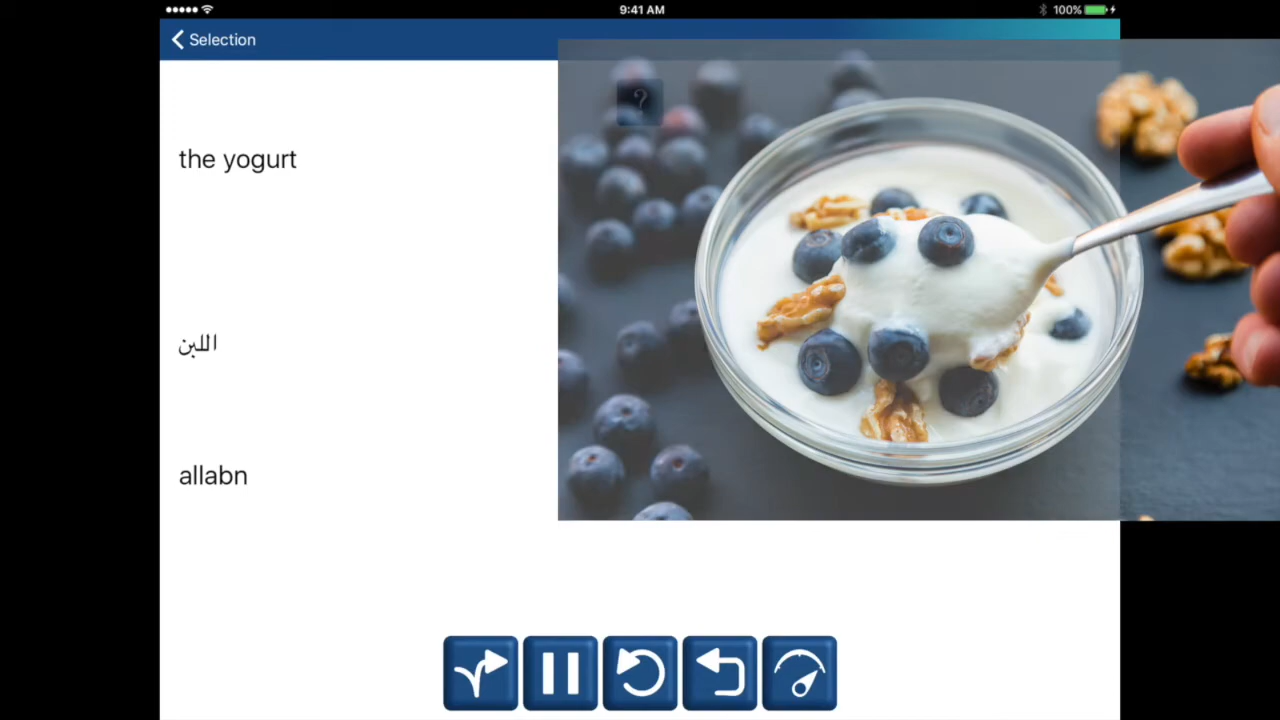 9:41 AM
100%
Selection
?
the yogurt
اللبن
allabn